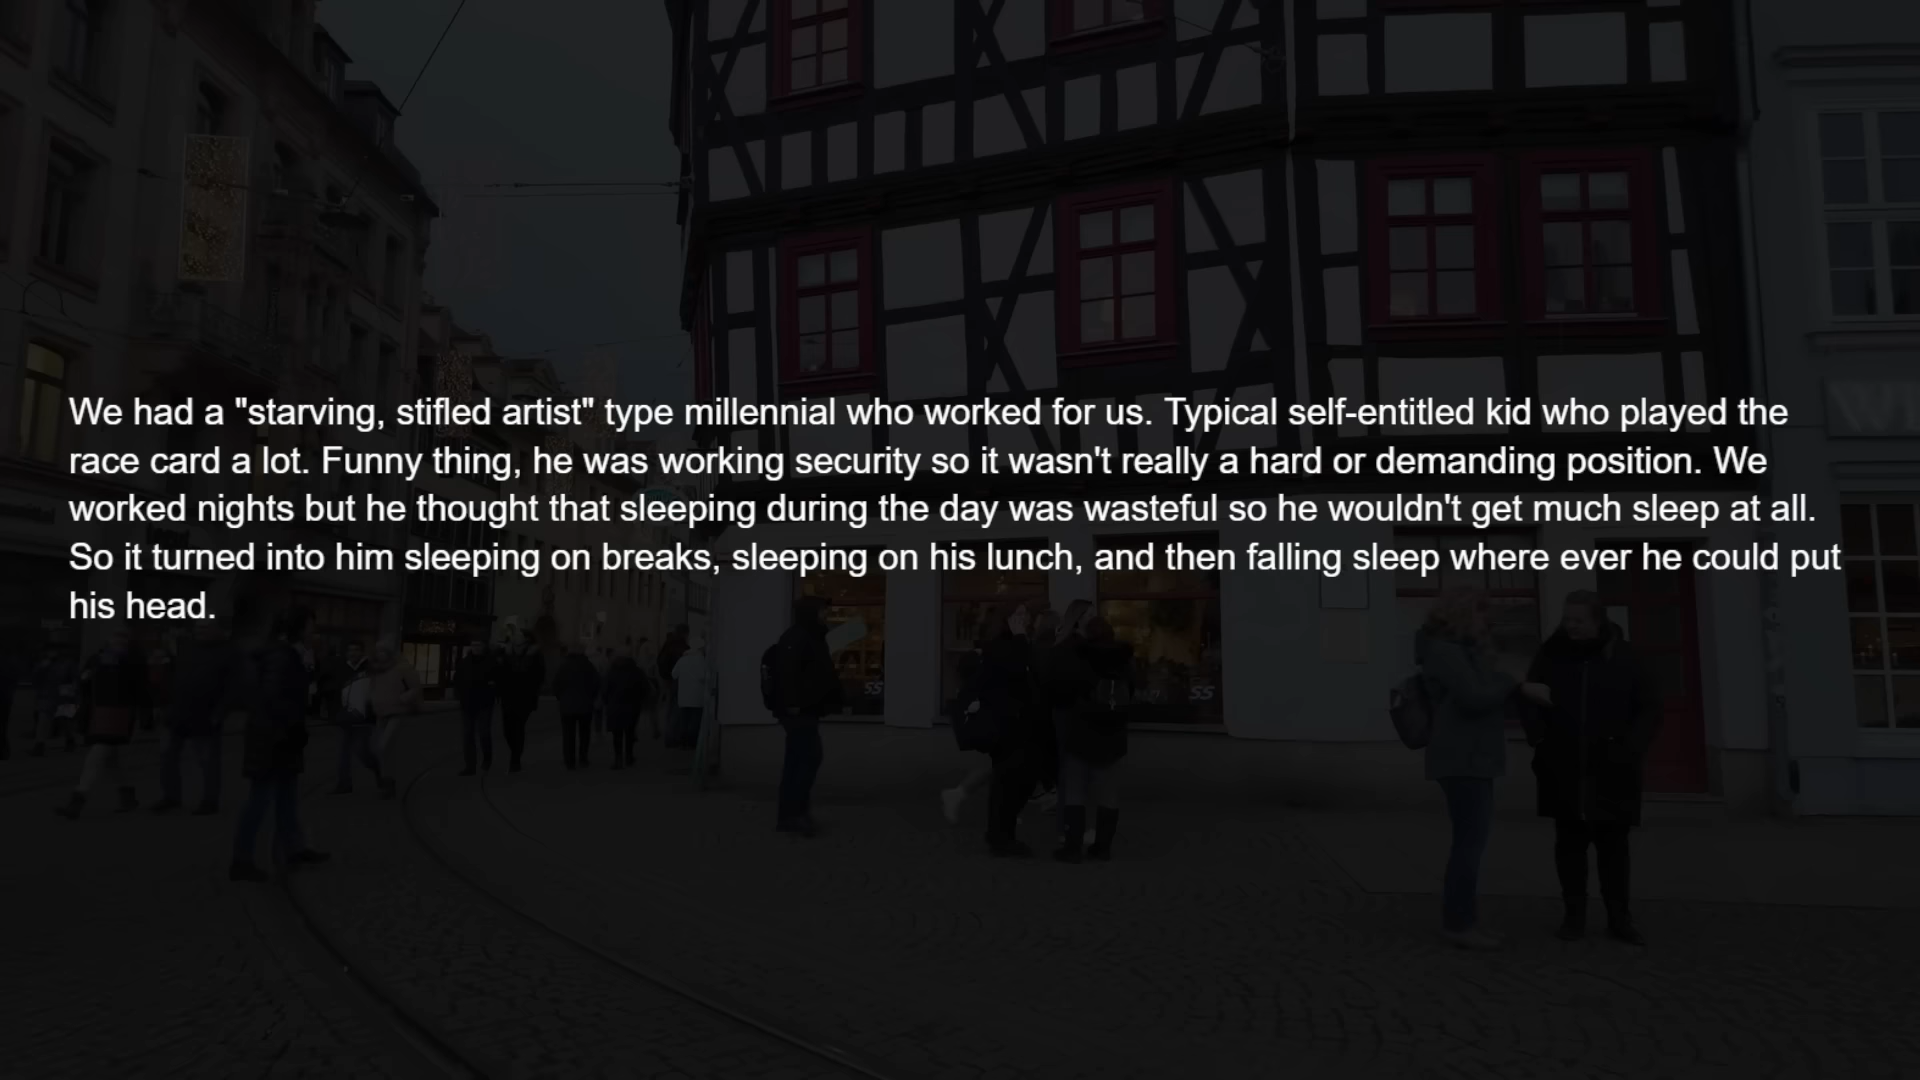 We had a "starving, stifled artist" type millennial who worked for us. Typical self-entitled kid who played the
race card a lot. Funny thing, he was working security so it wasn't really a hard or demanding position. We
worked nights but he thought that sleeping during the day was wasteful so he wouldn't get much sleep at all.
So it turned into him sleeping on breaks, sleeping on his lunch, and then falling sleep where ever he could put
his head.